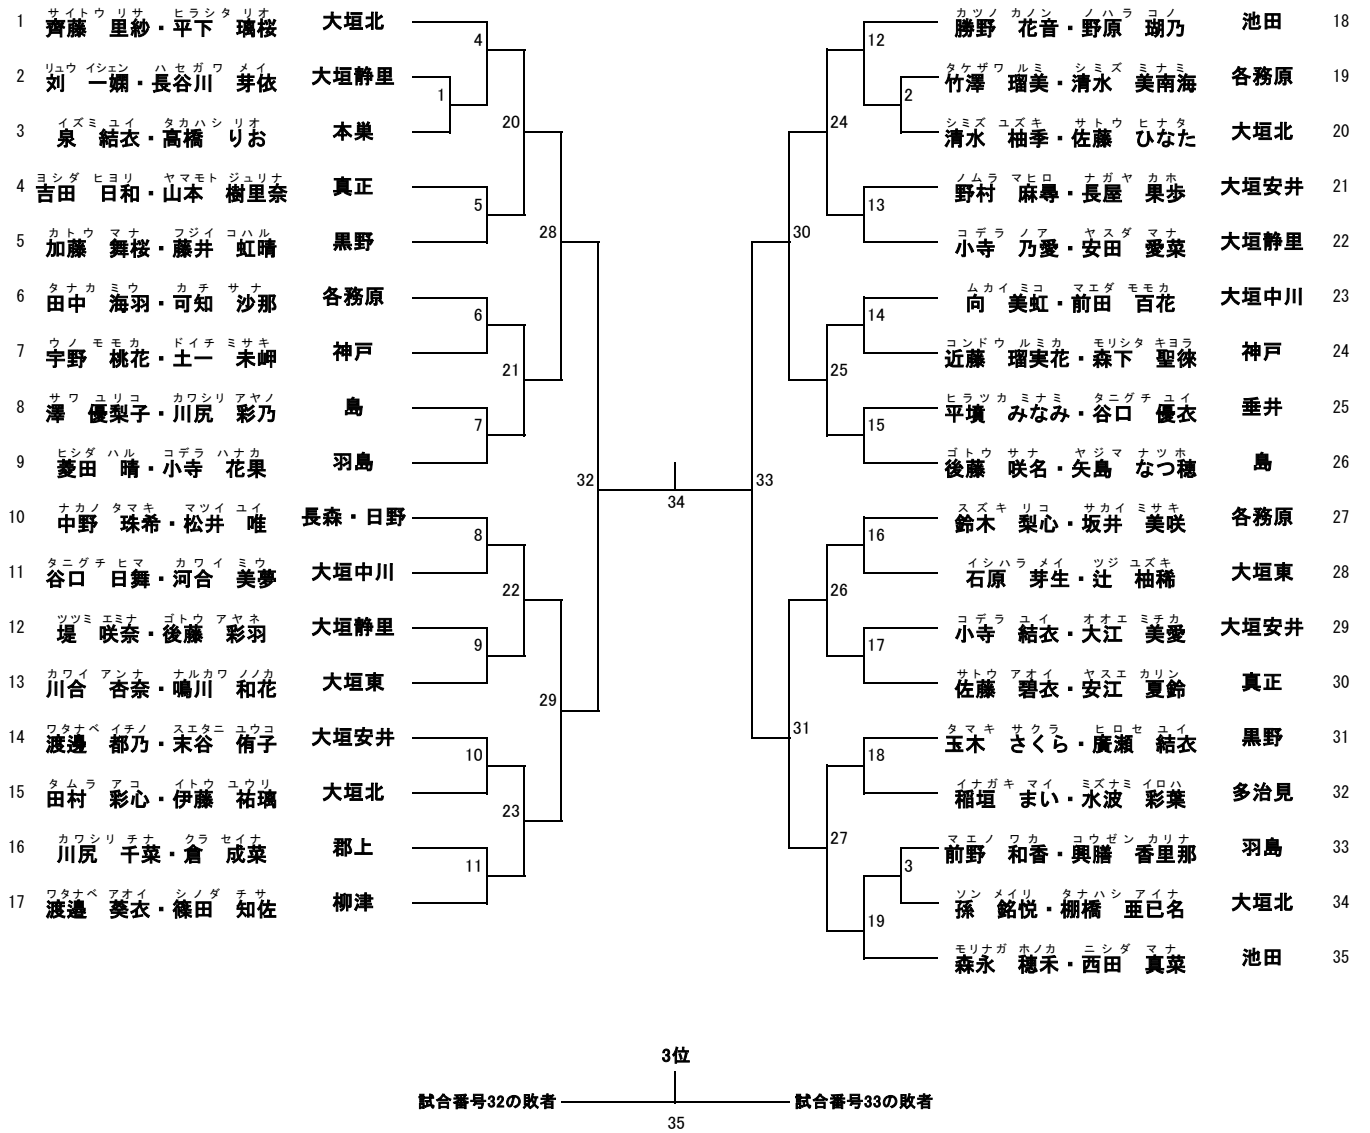 サイトウ リサ ヒラシタ リオ
1 齊藤 里紗・平下 璃桜 大垣北
リュウ イシェン ハセガワ メイ
2 刘 一嫻・長谷川 芽依 大垣静里
イズミ ユイ タカハシ リオ
3 泉 結衣・高橋 りお 本巣
ヨシダ ヒヨリ ヤマモト ジュリナ
4 吉田 日和・山本 樹里奈 真正
カトウ マナ フジイ コハル
5 加藤 舞桜・藤井 虹晴 黒野
タナカ ミウ カチ サナ
6 田中 海羽・可知 沙那 各務原
ウノ モモカ ドイチ ミサキ
7 宇野 桃花・土一 未岬 神戸
サワ ユリコ カワシリ アヤノ
8 澤 優梨子・川尻 彩乃 島
ヒシダ ハル コデラ ハナカ
9 菱田 晴・小寺 花果 羽島
ナカノ タマキ マツイ ユイ
10 中野 珠希・松井 唯 長森・日野
タニグチ ヒマ カワイ ミウ
11 谷口 日舞・河合 美夢 大垣中川
ツツミ エミナ ゴトウ アヤネ
12 堤 咲奈・後藤 彩羽 大垣静里
カワイ アンナ ナルカワ ノノカ
13 川合 杏奈・鳴川 和花 大垣東
ワタナベ イチノ スエタニ ユウコ
14 渡邉 都乃・末谷 侑子 大垣安井
タムラ アコ イトウ ユウリ
15 田村 彩心・伊藤 祐璃 大垣北
カワシリ チナ クラ セイナ
16 川尻 千菜・倉 成菜 郡上
ワタナベ アオイ シノダ チサ
17 渡邉 葵衣・篠田 知佐 柳津
1
4
5
6
7
8
9
10
11
20
21
22
23
28
29
32
34
33
30
31
24
25
26
27
12
2
13
14
15
16
17
18
3
19
カツノ カノン ノハラ コノ
勝野 花音・野原 瑚乃 池田 18
タケザワ ルミ シミズ ミナミ
竹澤 瑠美・清水 美南海 各務原 19
シミズ ユズキ サトウ ヒナタ
清水 柚季・佐藤 ひなた 大垣北 20
ノムラ マヒロ ナガヤ カホ
野村 麻尋・長屋 果歩 大垣安井 21
コデラ ノア ヤスダ マナ
小寺 乃愛・安田 愛菜 大垣静里 22
ムカイ ミコ マエダ モモカ
向 美虹・前田 百花 大垣中川 23
コンドウ ルミカ モリシタ キヨラ
近藤 瑠実花・森下 聖徠 神戸 24
ヒラツカ ミナミ タニグチ ユイ
平墳 みなみ・谷口 優衣 垂井 25
ゴトウ サナ ヤジマ ナツホ
後藤 咲名・矢島 なつ穂 島 26
スズキ リコ サカイ ミサキ
鈴木 梨心・坂井 美咲 各務原 27
イシハラ メイ ツジ ユズキ
石原 芽生・辻 柚稀 大垣東 28
コデラ ユイ オオエ ミチカ
小寺 結衣・大江 美愛 大垣安井 29
サトウ アオイ ヤスエ カリン
佐藤 碧衣・安江 夏鈴 真正 30
タマキ サクラ ヒロセ ユイ
玉木 さくら・廣瀬 結衣 黒野 31
イナガキ マイ ミズナミ イロハ
稲垣 まい・水波 彩葉 多治見 32
マエノ ワカ コウゼン カリナ
前野 和香・興膳 香里那 羽島 33
ソン メイリ タナハシ アイナ
孫 銘悦・棚橋 亜已名 大垣北 34
モリナガ ホノカ ニシダ マナ
森永 穂禾・西田 真菜 池田 35
3位
試合番号32の敗者 試合番号33の敗者
35